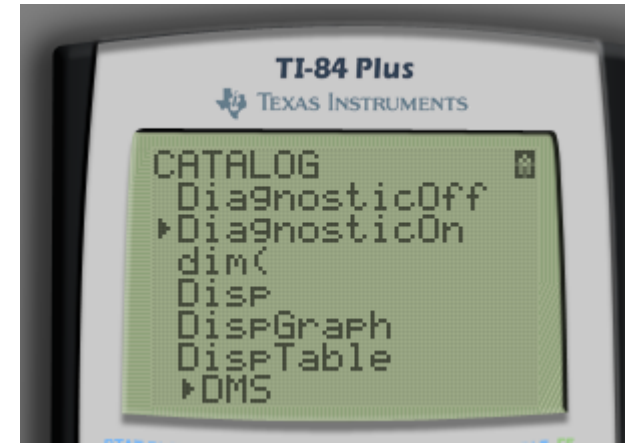 TI-84 Plus
TEXAS INSTRUMENTS
CATALOG
DiagnosticOff
▸DiagnosticOn
dim(
Disp
DispGraph
DispTable
▸DMS